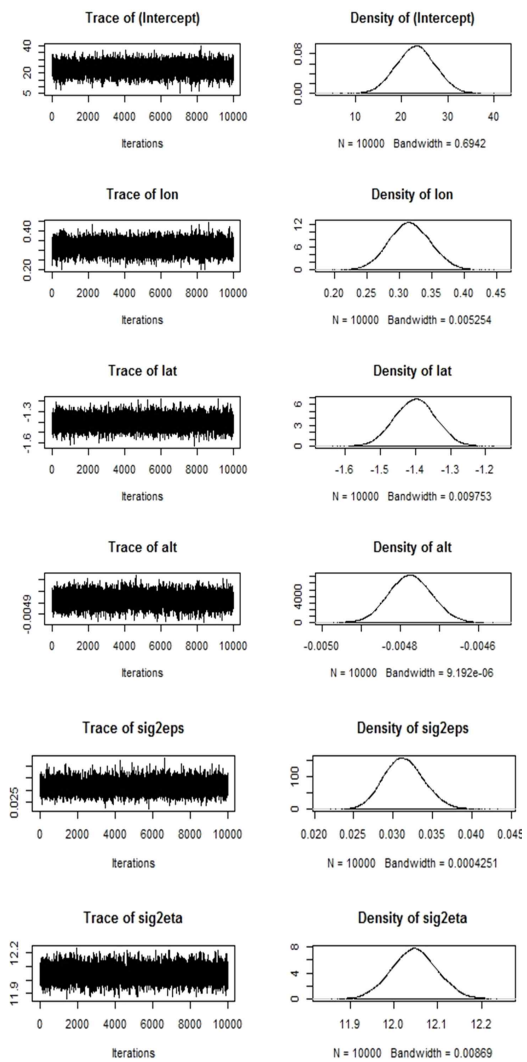 Trace of (Intercept)
Density of (Intercept)
5 20 40
0.00 0.08
0 2000 4000 6000 8000 10000
10 20 30 40
Iterations
N = 10000 Bandwidth = 0.6942
Trace of lon
Density of lon
0.20 0.40
0 6 12
0 2000 4000 6000 8000 10000
0.20 0.25 0.30 0.35 0.40 0.45
Iterations
N = 10000 Bandwidth = 0.005254
Trace of lat
Density of lat
-1.6 -1.3
0 3 6
0 2000 4000 6000 8000 10000
-1.6 -1.5 -1.4 -1.3 -1.2
Iterations
N = 10000 Bandwidth = 0.009753
Trace of alt
Density of alt
-0.0049
0 4000
0 2000 4000 6000 8000 10000
-0.0050 -0.0048 -0.0046
Iterations
N = 10000 Bandwidth = 9.192e-06
Trace of sig2eps
Density of sig2eps
0.025
0 100
0 2000 4000 6000 8000 10000
0.020 0.025 0.030 0.035 0.040 0.045
Iterations
N = 10000 Bandwidth = 0.0004251
Trace of sig2eta
Density of sig2eta
11.9 12.2
0 4 8
0 2000 4000 6000 8000 10000
11.9 12.0 12.1 12.2
Iterations
N = 10000 Bandwidth = 0.00869